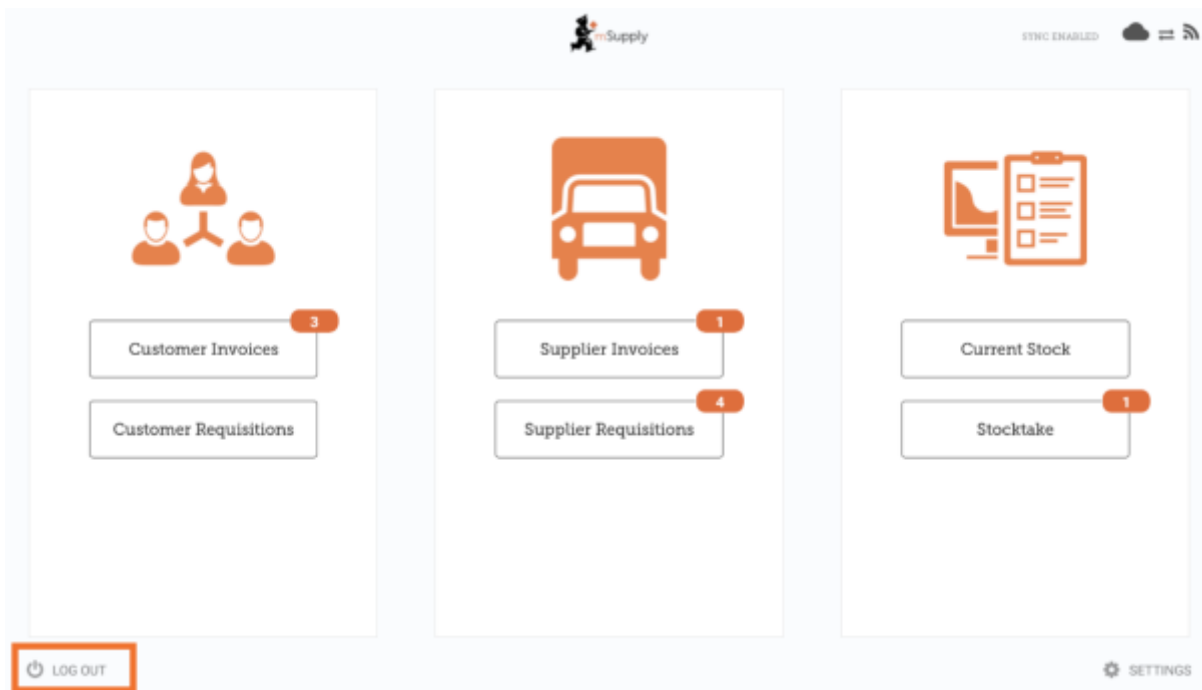 mSupply
SYNC ENABLED
3
Customer Invoices
Customer Requisitions
1
Supplier Invoices
4
Supplier Requisitions
Current Stock
1
Stocktake
LOG OUT
SETTINGS